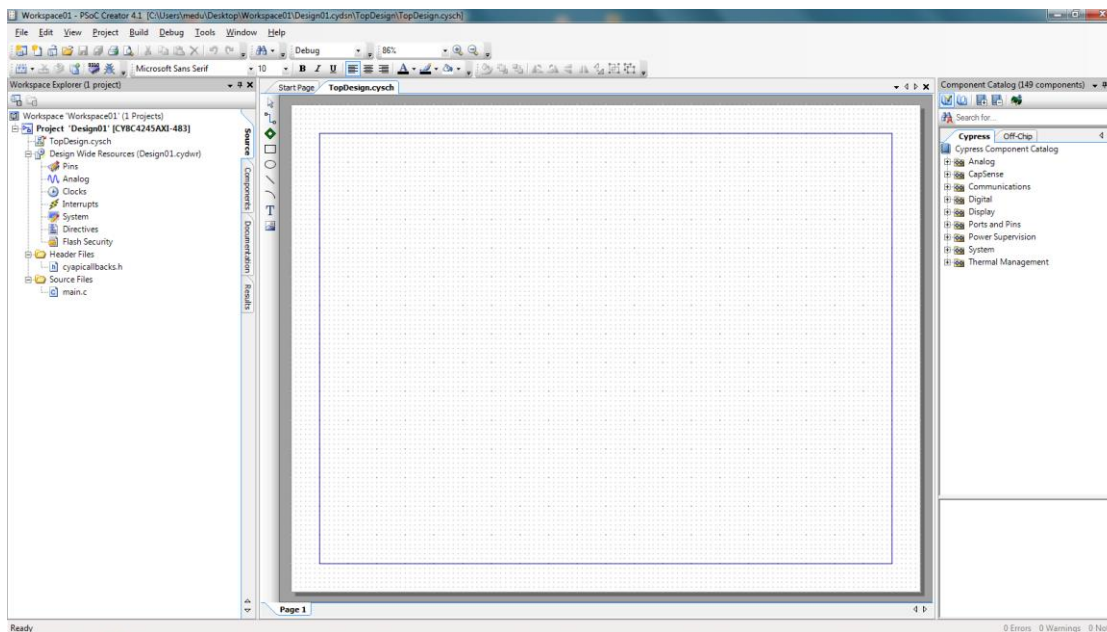 Workspace01 - PSoC Creator 4.1 [C:\Users\medu\Desktop\Workspace01\Design01.cydsn\TopDesign\TopDesign.cysch]
File Edit View Project Build Debug Tools Window Help
Debug 86%
Microsoft Sans Serif 10 B I U A
Workspace Explorer (1 project)
Workspace 'Workspace01' (1 Projects)
Project 'Design01' [CY8C4245AXI-483]
TopDesign.cysch
Design Wide Resources (Design01.cydwr)
Pins
Analog
Clocks
Interrupts
System
Directives
Flash Security
Header Files
cyapicallbacks.h
Source Files
main.c
Source
Components
Documentation
Results
Start Page TopDesign.cysch
T
Page 1
Component Catalog (149 components)
Search for...
Cypress Off-Chip
Cypress Component Catalog
Analog
CapSense
Communications
Digital
Display
Ports and Pins
Power Supervision
System
Thermal Management
Ready 0 Errors 0 Warnings 0 No